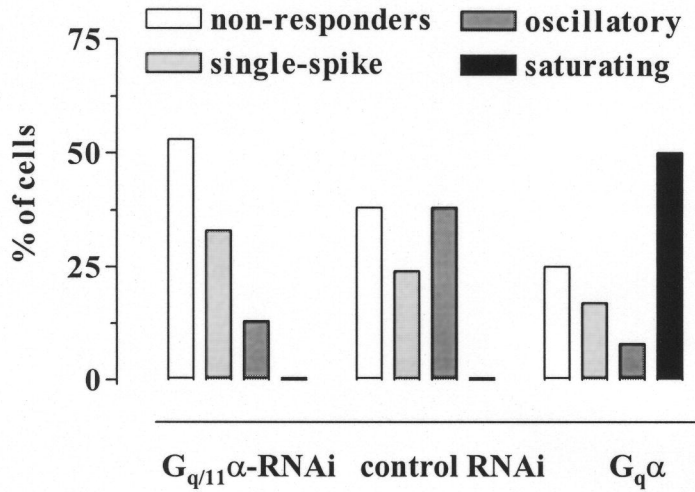 75
non-responders
oscillatory
single-spike
saturating
50
25
0
% of cells
Gq/11α-RNAi
control RNAi
Gqα